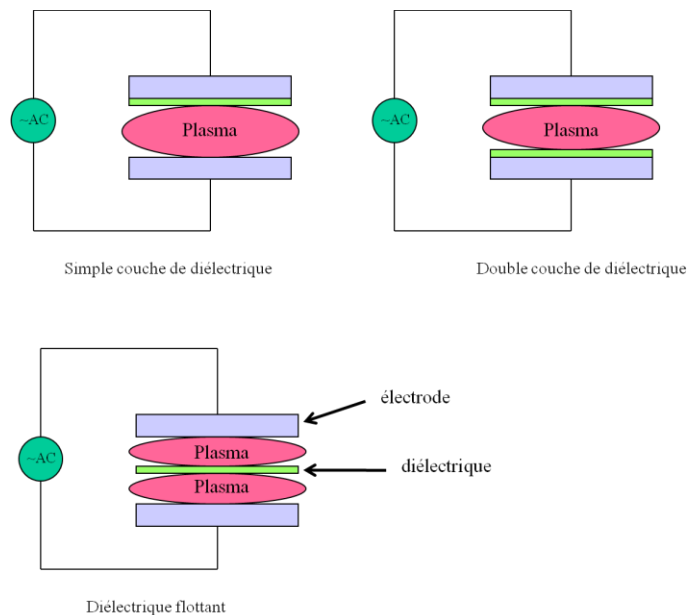 ~AC
Plasma
Simple couche de diélectrique
~AC
Plasma
Double couche de diélectrique
~AC
Plasma
Plasma
électrode
diélectrique
Diélectrique flottant